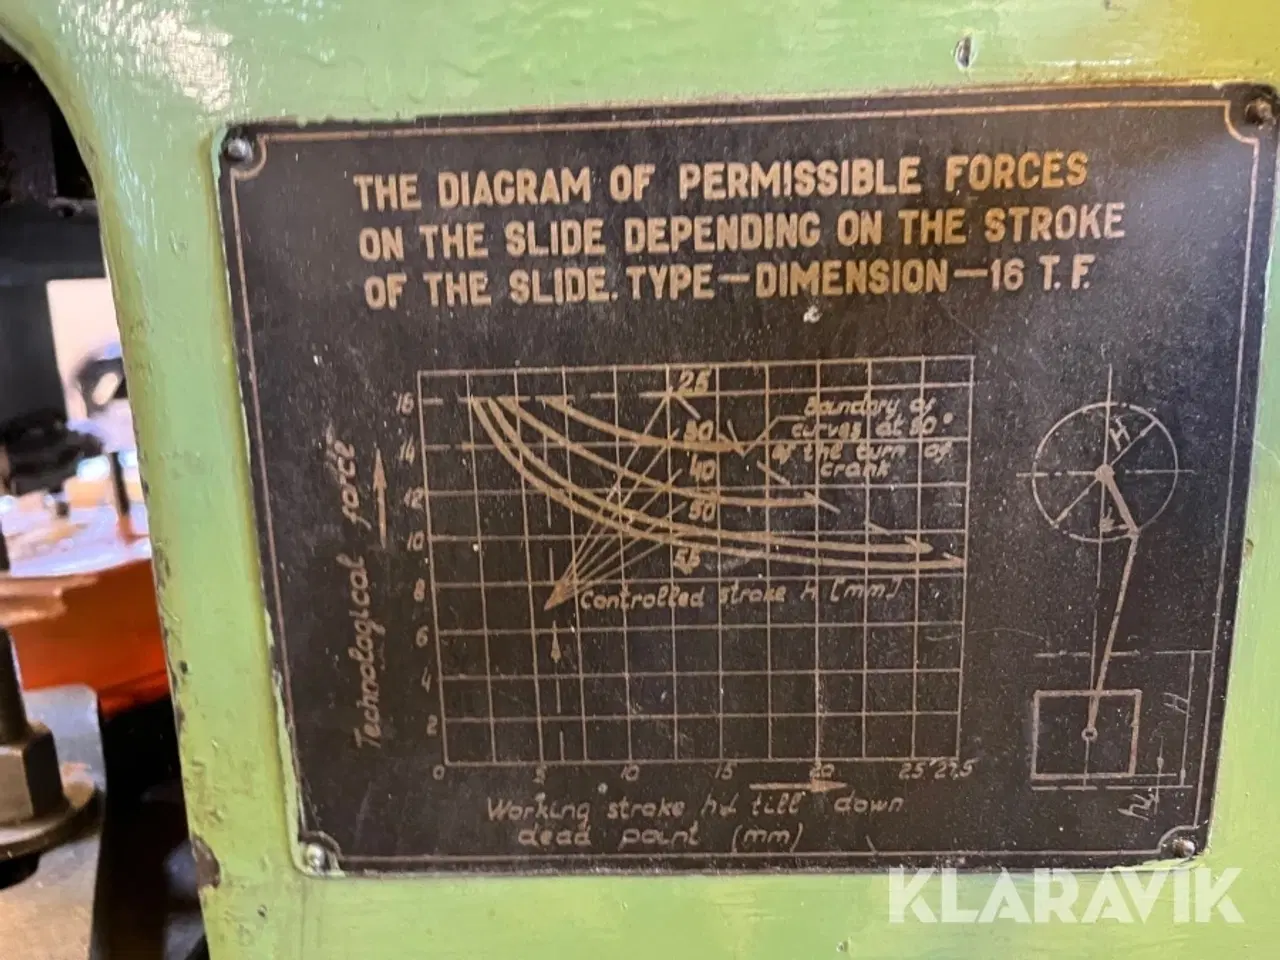 THE DIAGRAM OF PERMISSIBLE FORCES
ON THE SLIDE DEPENDING ON THE STROKE
OF THE SLIDE. TYPE-DIMENSION-16 T.F.
Technological force
16
14
12
10
8
6
4
2
0
5
10
15
20
25
27,5
25
30
40
50
55
Boundary of
curves at 90°
of the turn of
crank
Controlled stroke H [mm]
Working stroke hd till down
dead point (mm)
H
H
KLARAVIK